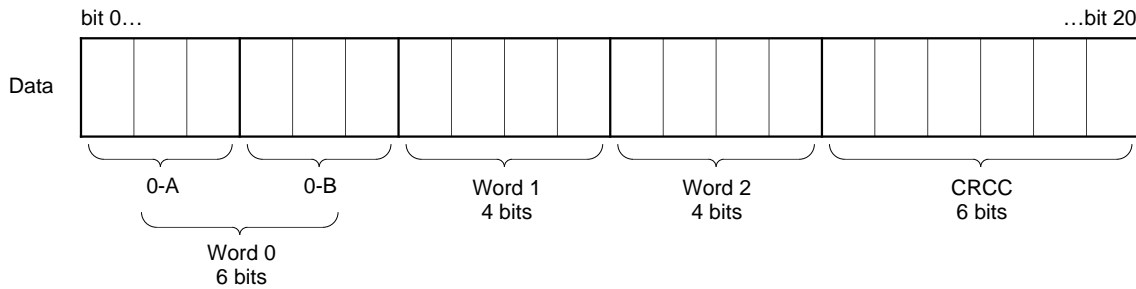 bit 0…
…bit 20
Data
0-A
0-B
Word 0
6 bits
Word 1
4 bits
Word 2
4 bits
CRCC
6 bits